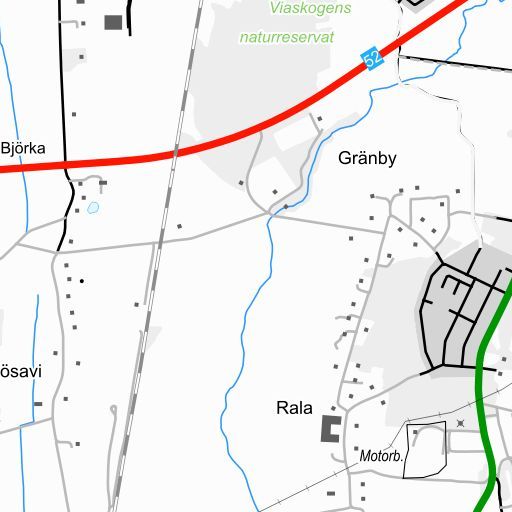 Viaskogens
naturreservat
52
Björka
Gränby
ösavi
Rala
Motorb.